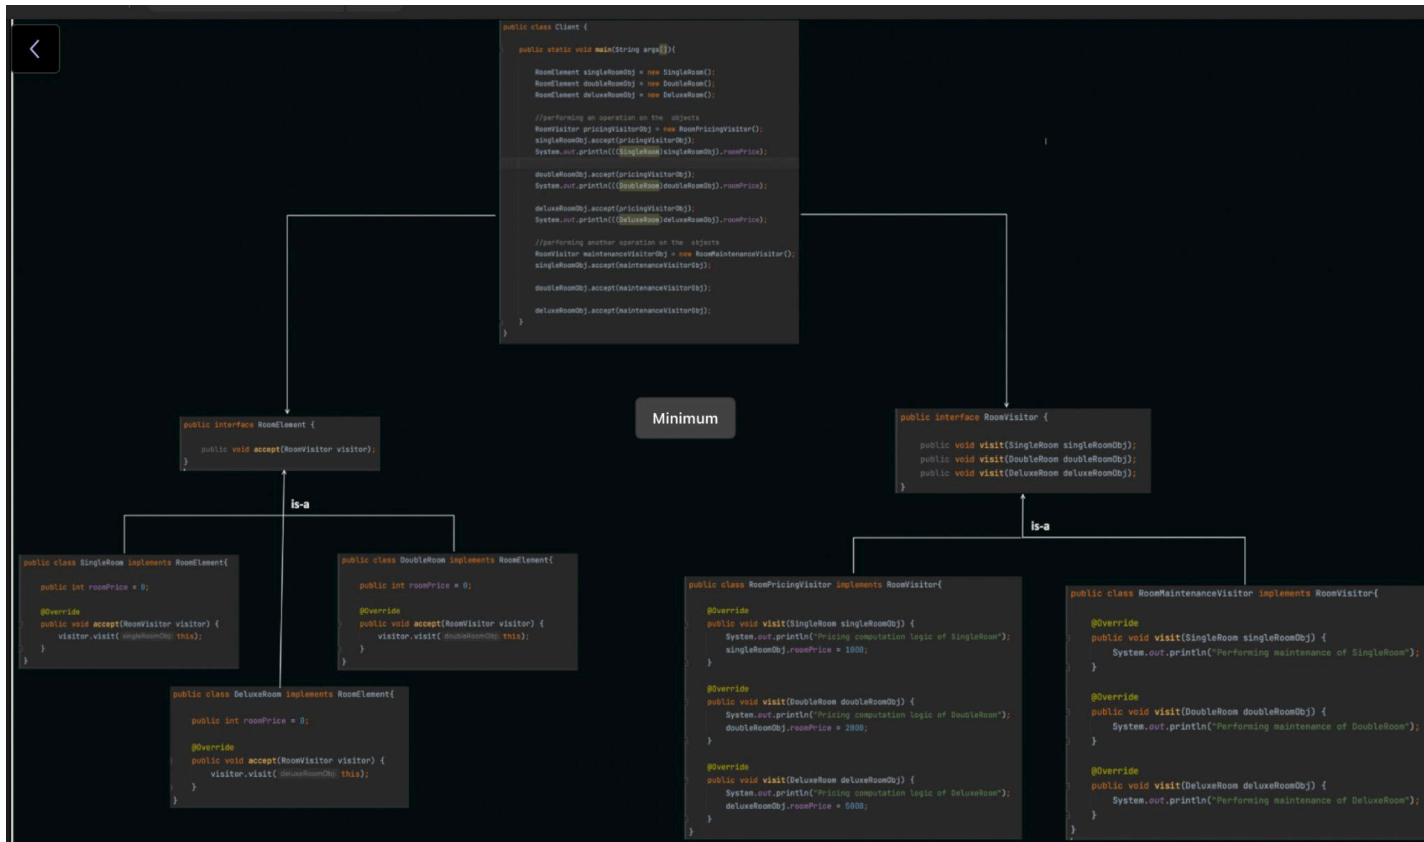 public class Client {
public static void main(String args[]){
RoomElement singleRoomObj = new SingleRoom();
RoomElement doubleRoomObj = new DoubleRoom();
RoomElement deluxeRoomObj = new DeluxeRoom();
//performing an operation on the objects
RoomVisitor pricingVisitorObj = new RoomPricingVisitor();
singleRoomObj.accept(pricingVisitorObj);
System.out.println(((SingleRoom)singleRoomObj).roomPrice);
doubleRoomObj.accept(pricingVisitorObj);
System.out.println(((DoubleRoom)doubleRoomObj).roomPrice);
deluxeRoomObj.accept(pricingVisitorObj);
System.out.println(((DeluxeRoom)deluxeRoomObj).roomPrice);
//performing another operation on the objects
RoomVisitor maintenanceVisitorObj = new RoomMaintenanceVisitor();
singleRoomObj.accept(maintenanceVisitorObj);
doubleRoomObj.accept(maintenanceVisitorObj);
deluxeRoomObj.accept(maintenanceVisitorObj);
}
}
Minimum
public interface RoomElement {
public void accept(RoomVisitor visitor);
}
is-a
public class SingleRoom implements RoomElement{
public int roomPrice = 0;
@Override
public void accept(RoomVisitor visitor) {
visitor.visit( singleRoomObj: this);
}
}
public class DoubleRoom implements RoomElement{
public int roomPrice = 0;
@Override
public void accept(RoomVisitor visitor) {
visitor.visit( doubleRoomObj: this);
}
}
public class DeluxeRoom implements RoomElement{
public int roomPrice = 0;
@Override
public void accept(RoomVisitor visitor) {
visitor.visit( deluxeRoomObj: this);
}
}
public interface RoomVisitor {
public void visit(SingleRoom singleRoomObj);
public void visit(DoubleRoom doubleRoomObj);
public void visit(DeluxeRoom deluxeRoomObj);
}
is-a
public class RoomPricingVisitor implements RoomVisitor{
@Override
public void visit(SingleRoom singleRoomObj) {
System.out.println("Pricing computation logic of SingleRoom");
singleRoomObj.roomPrice = 1000;
}
@Override
public void visit(DoubleRoom doubleRoomObj) {
System.out.println("Pricing computation logic of DoubleRoom");
doubleRoomObj.roomPrice = 2000;
}
@Override
public void visit(DeluxeRoom deluxeRoomObj) {
System.out.println("Pricing computation logic of DeluxeRoom");
deluxeRoomObj.roomPrice = 5000;
}
}
public class RoomMaintenanceVisitor implements RoomVisitor{
@Override
public void visit(SingleRoom singleRoomObj) {
System.out.println("Performing maintenance of SingleRoom");
}
@Override
public void visit(DoubleRoom doubleRoomObj) {
System.out.println("Performing maintenance of DoubleRoom");
}
@Override
public void visit(DeluxeRoom deluxeRoomObj) {
System.out.println("Performing maintenance of DeluxeRoom");
}
}